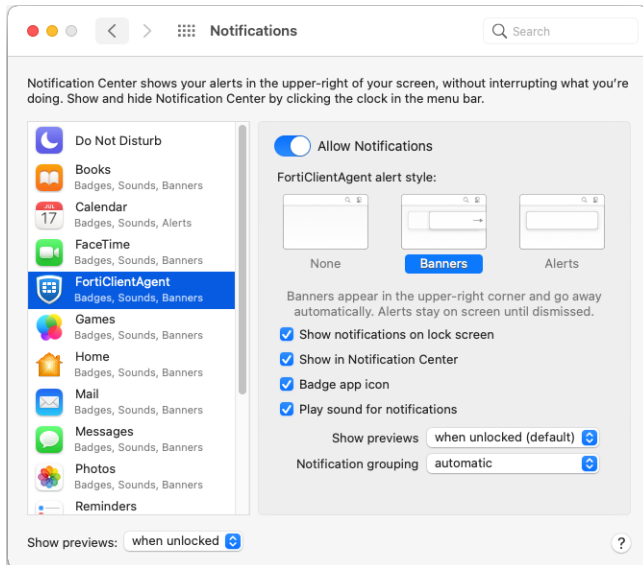 Notifications
Search
Notification Center shows your alerts in the upper-right of your screen, without interrupting what you're
doing. Show and hide Notification Center by clicking the clock in the menu bar.
Do Not Disturb
Books
Badges, Sounds, Banners
JUL
17
Calendar
Badges, Sounds, Alerts
FaceTime
Badges, Sounds, Banners
FortiClientAgent
Badges, Sounds, Banners
Games
Badges, Sounds, Banners
Home
Badges, Sounds, Banners
Mail
Badges, Sounds, Banners
Messages
Badges, Sounds, Banners
Photos
Badges, Sounds, Banners
Reminders
Allow Notifications
FortiClientAgent alert style:
None
Banners
Alerts
Banners appear in the upper-right corner and go away
automatically. Alerts stay on screen until dismissed.
Show notifications on lock screen
Show in Notification Center
Badge app icon
Play sound for notifications
Show previews when unlocked (default)
Notification grouping automatic
Show previews: when unlocked
?